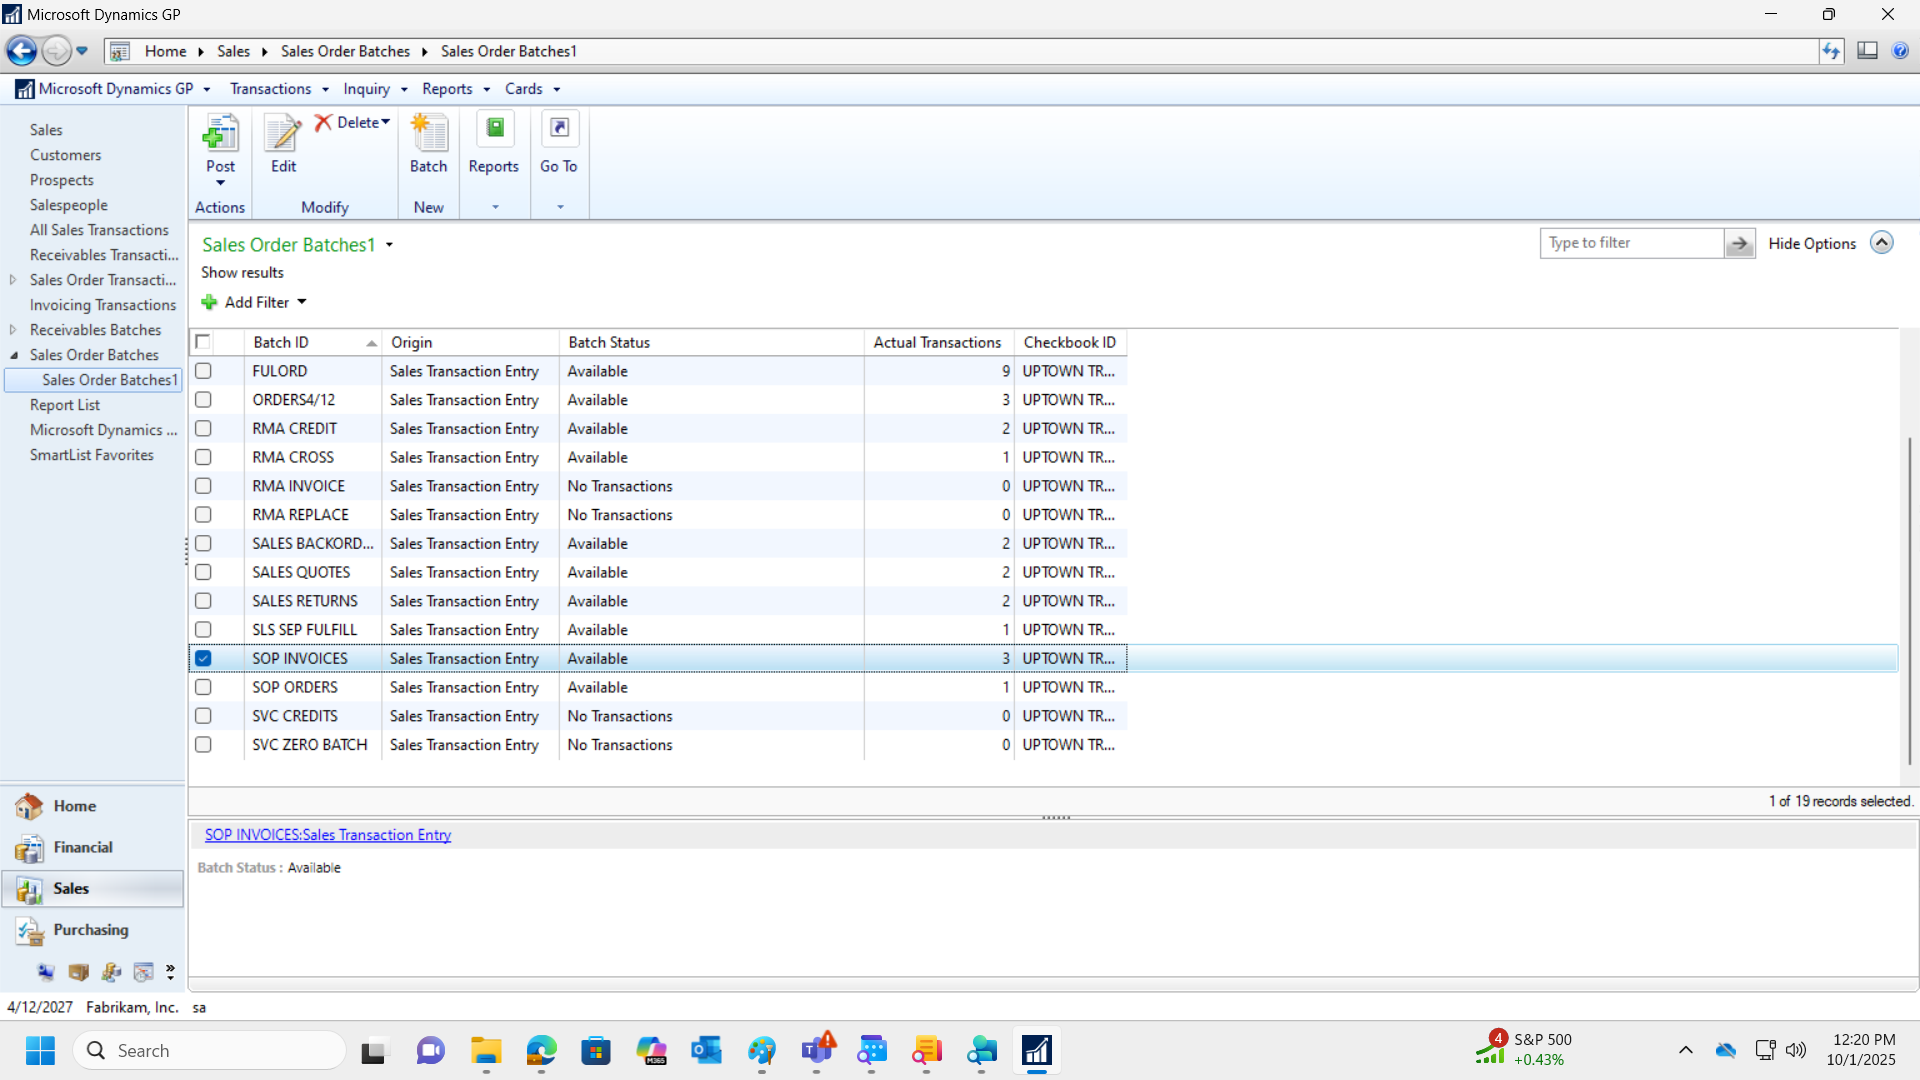 Microsoft Dynamics GP
Home Sales Sales Order Batches Sales Order Batches1
Microsoft Dynamics GP Transactions Inquiry Reports Cards
Sales
Customers
Prospects
Salespeople
All Sales Transactions
Receivables Transacti...
Sales Order Transacti...
Invoicing Transactions
Receivables Batches
Sales Order Batches
Sales Order Batches1
Report List
Microsoft Dynamics ...
SmartList Favorites
Post
Actions
Edit
Delete
Modify
Batch
New
Reports
Go To
Sales Order Batches1
Type to filter
Hide Options
Show results
Add Filter
Batch ID Origin Batch Status Actual Transactions Checkbook ID
FULORD Sales Transaction Entry Available 9 UPTOWN TR...
ORDERS4/12 Sales Transaction Entry Available 3 UPTOWN TR...
RMA CREDIT Sales Transaction Entry Available 2 UPTOWN TR...
RMA CROSS Sales Transaction Entry Available 1 UPTOWN TR...
RMA INVOICE Sales Transaction Entry No Transactions 0 UPTOWN TR...
RMA REPLACE Sales Transaction Entry No Transactions 0 UPTOWN TR...
SALES BACKORD... Sales Transaction Entry Available 2 UPTOWN TR...
SALES QUOTES Sales Transaction Entry Available 2 UPTOWN TR...
SALES RETURNS Sales Transaction Entry Available 2 UPTOWN TR...
SLS SEP FULFILL Sales Transaction Entry Available 1 UPTOWN TR...
SOP INVOICES Sales Transaction Entry Available 3 UPTOWN TR...
SOP ORDERS Sales Transaction Entry Available 1 UPTOWN TR...
SVC CREDITS Sales Transaction Entry No Transactions 0 UPTOWN TR...
SVC ZERO BATCH Sales Transaction Entry No Transactions 0 UPTOWN TR...
1 of 19 records selected.
SOP INVOICES:Sales Transaction Entry
Batch Status : Available
Home
Financial
Sales
Purchasing
4/12/2027 Fabrikam, Inc. sa
Search
M365
4
S&P 500
+0.43%
12:20 PM
10/1/2025